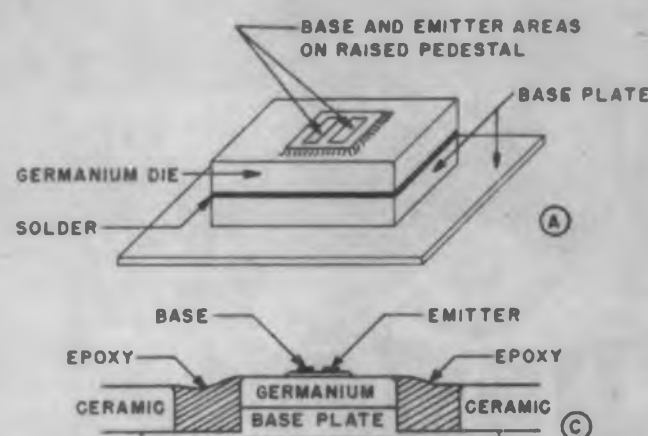 BASE AND EMITTER AREAS
ON RAISED PEDESTAL
BASE PLATE
GERMANIUM DIE
SOLDER
A
BASE
EMITTER
EPOXY
EPOXY
CERAMIC
GERMANIUM
BASE PLATE
CERAMIC
C